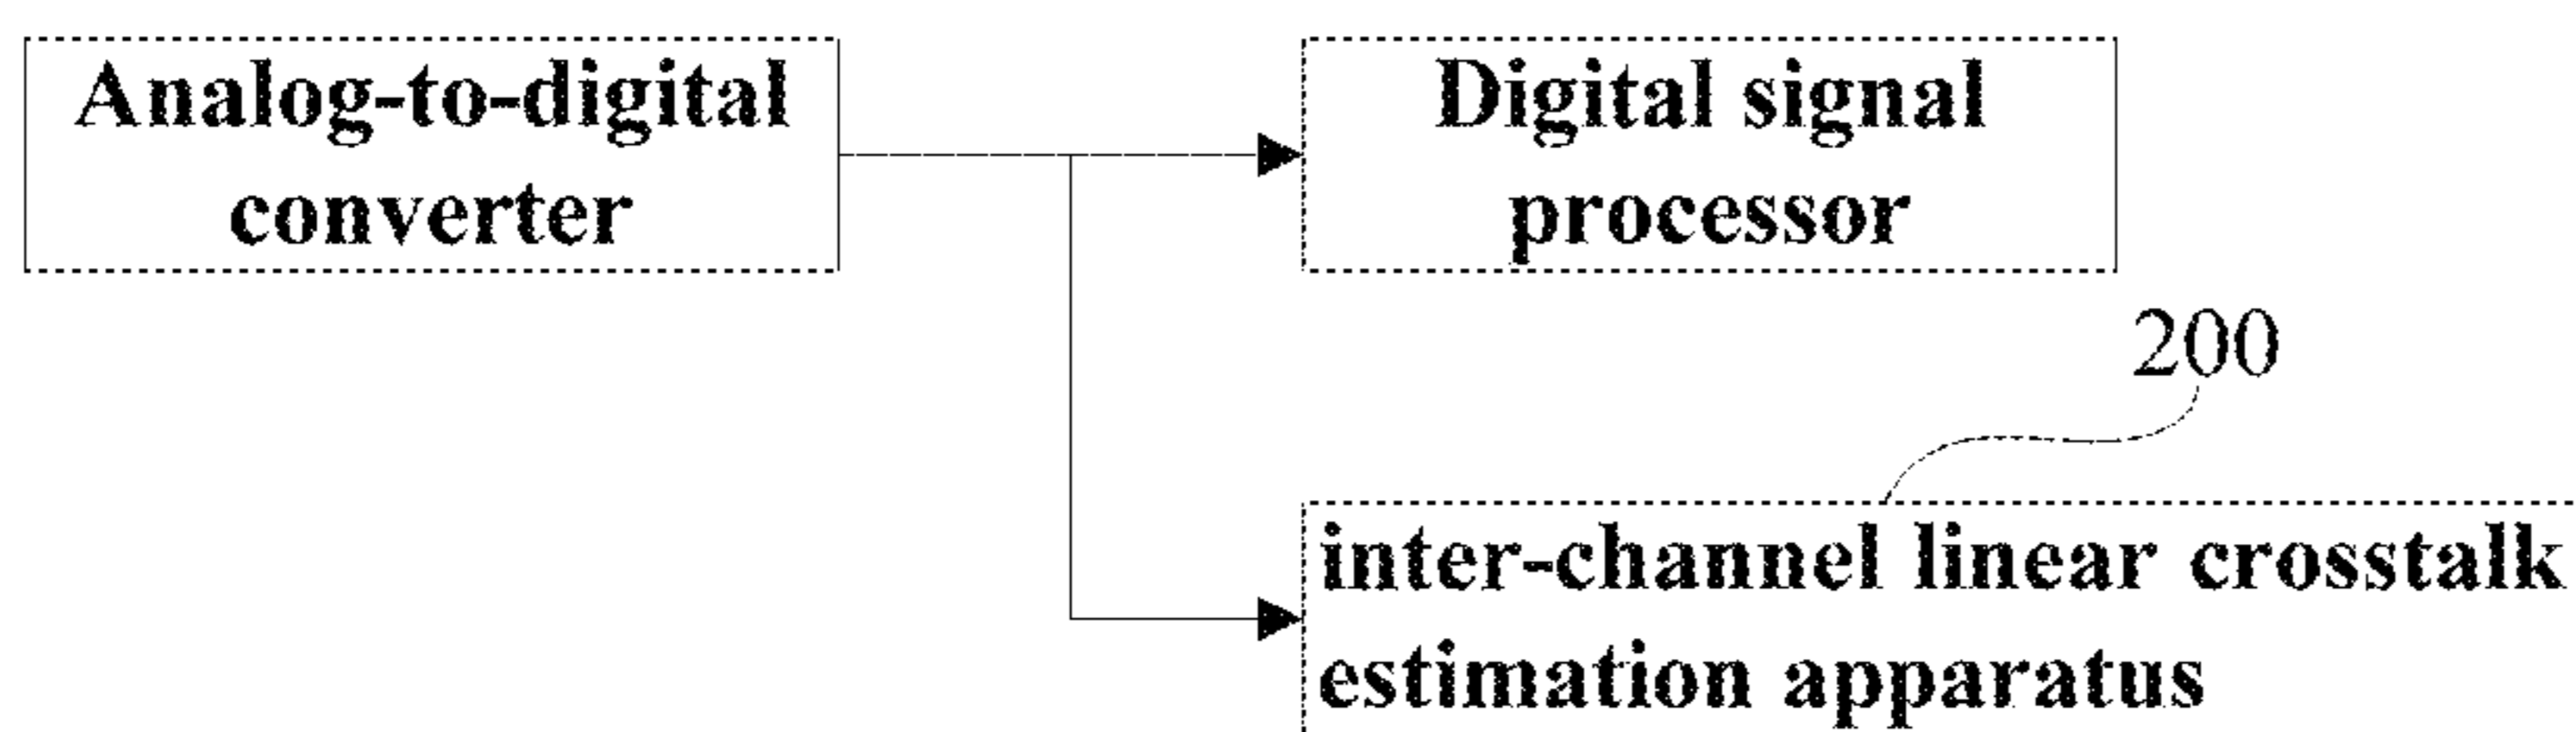 Analog-to-digital
converter
Digital signal
processor
200
inter-channel linear crosstalk
estimation apparatus